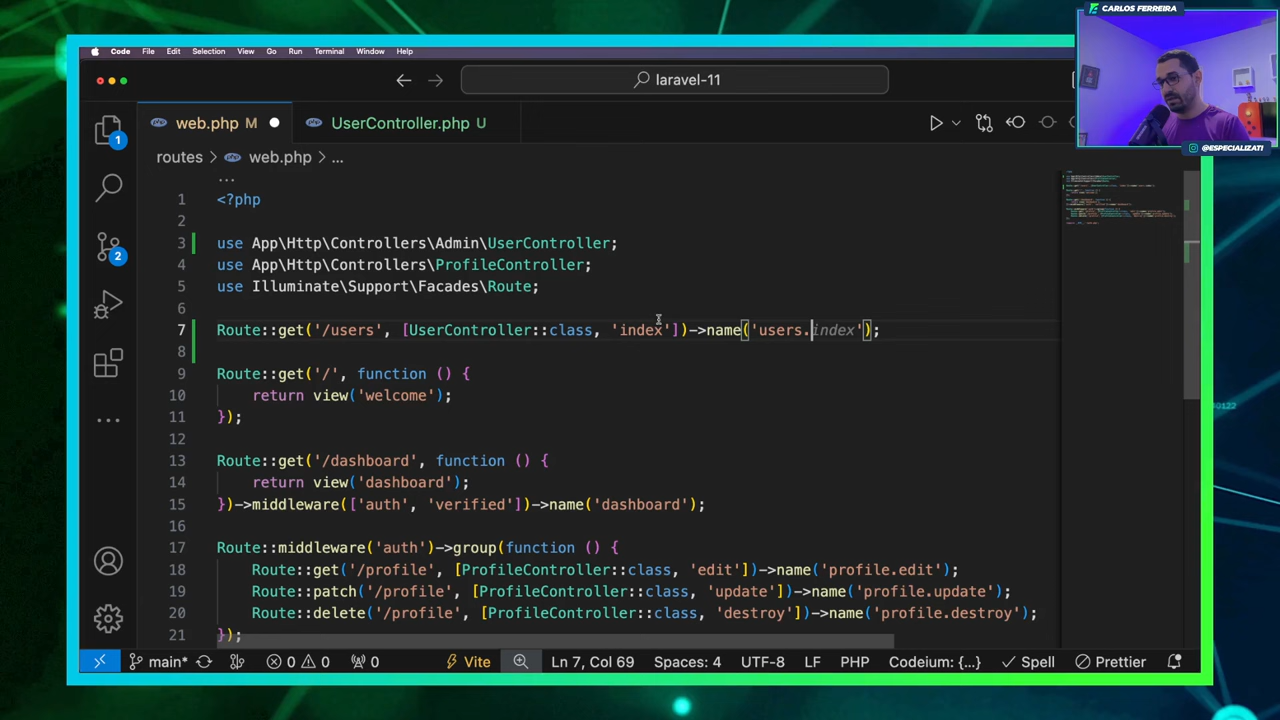 CARLOS FERREIRA
Code File Edit Selection View Go Run Terminal Window Help
laravel-11
web.php M
UserController.php U
1
routes > web.php > ...
@ESPECIALIZATI
...
1 <?php
2
3 use App\Http\Controllers\Admin\UserController;
4 use App\Http\Controllers\ProfileController;
5 use Illuminate\Support\Facades\Route;
6
7 Route::get('/users', [UserController::class, 'index'])->name('users.index');
8
9 Route::get('/', function () {
10 return view('welcome');
11 });
12
13 Route::get('/dashboard', function () {
14 return view('dashboard');
15 })->middleware(['auth', 'verified'])->name('dashboard');
16
17 Route::middleware('auth')->group(function () {
18 Route::get('/profile', [ProfileController::class, 'edit'])->name('profile.edit');
19 Route::patch('/profile', [ProfileController::class, 'update'])->name('profile.update');
20 Route::delete('/profile', [ProfileController::class, 'destroy'])->name('profile.destroy');
21 });
2
main* 0 0 0 Vite Ln 7, Col 69 Spaces: 4 UTF-8 LF PHP Codeium: {...} Spell Prettier